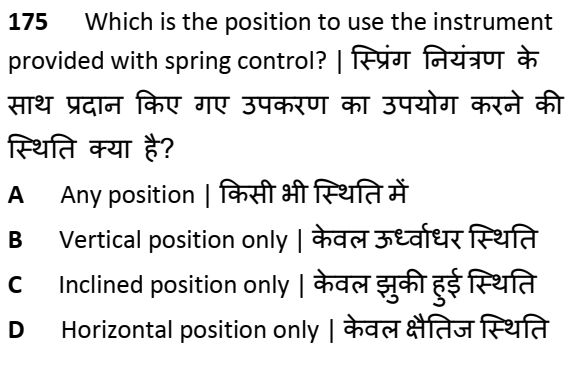 175 Which is the position to use the instrument
provided with spring control? | स्प्रिंग नियंत्रण के
साथ प्रदान किए गए उपकरण का उपयोग करने की
स्थिति क्या है?
A Any position | किसी भी स्थिति में
B Vertical position only | केवल ऊर्ध्वाधर स्थिति
C Inclined position only | केवल झुकी हुई स्थिति
D Horizontal position only | केवल क्षैतिज स्थिति